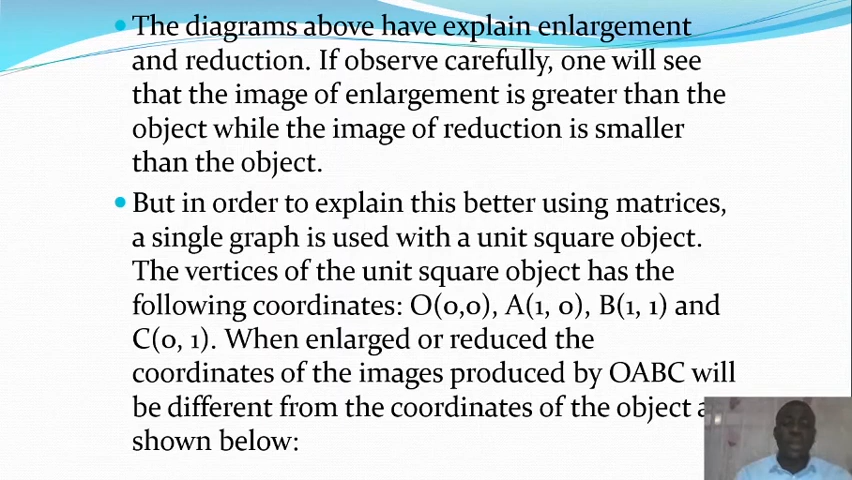 The diagrams above have explain enlargement
and reduction. If observe carefully, one will see
that the image of enlargement is greater than the
object while the image of reduction is smaller
than the object.
But in order to explain this better using matrices,
a single graph is used with a unit square object.
The vertices of the unit square object has the
following coordinates: O(0,0), A(1, 0), B(1, 1) and
C(0, 1). When enlarged or reduced the
coordinates of the images produced by OABC will
be different from the coordinates of the object
shown below: